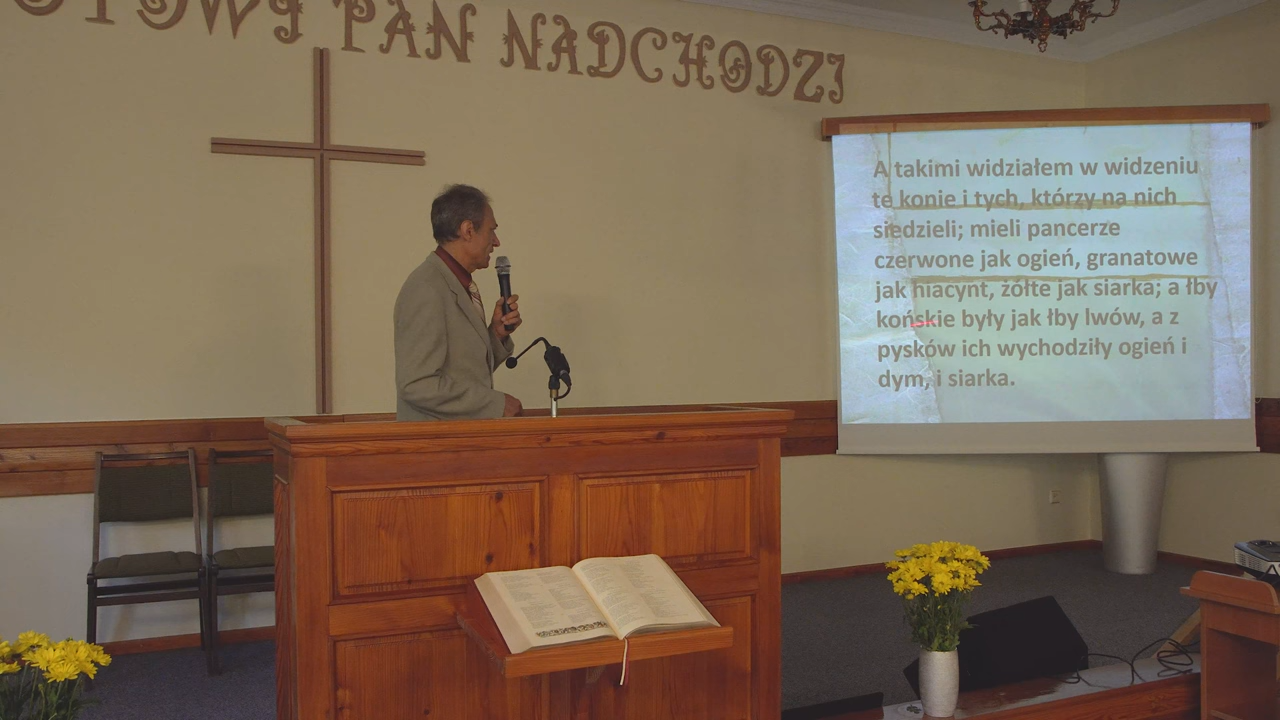 PAN NADCHODZI
A takimi widziałem w widzeniu
te konie i tych, którzy na nich
siedzieli; mieli pancerze
czerwone jak ogień, granatowe
jak hiacynt, żółte jak siarka; a łby
końskie były jak łby lwów, a z
pysków ich wychodziły ogień i
dym, i siarka.